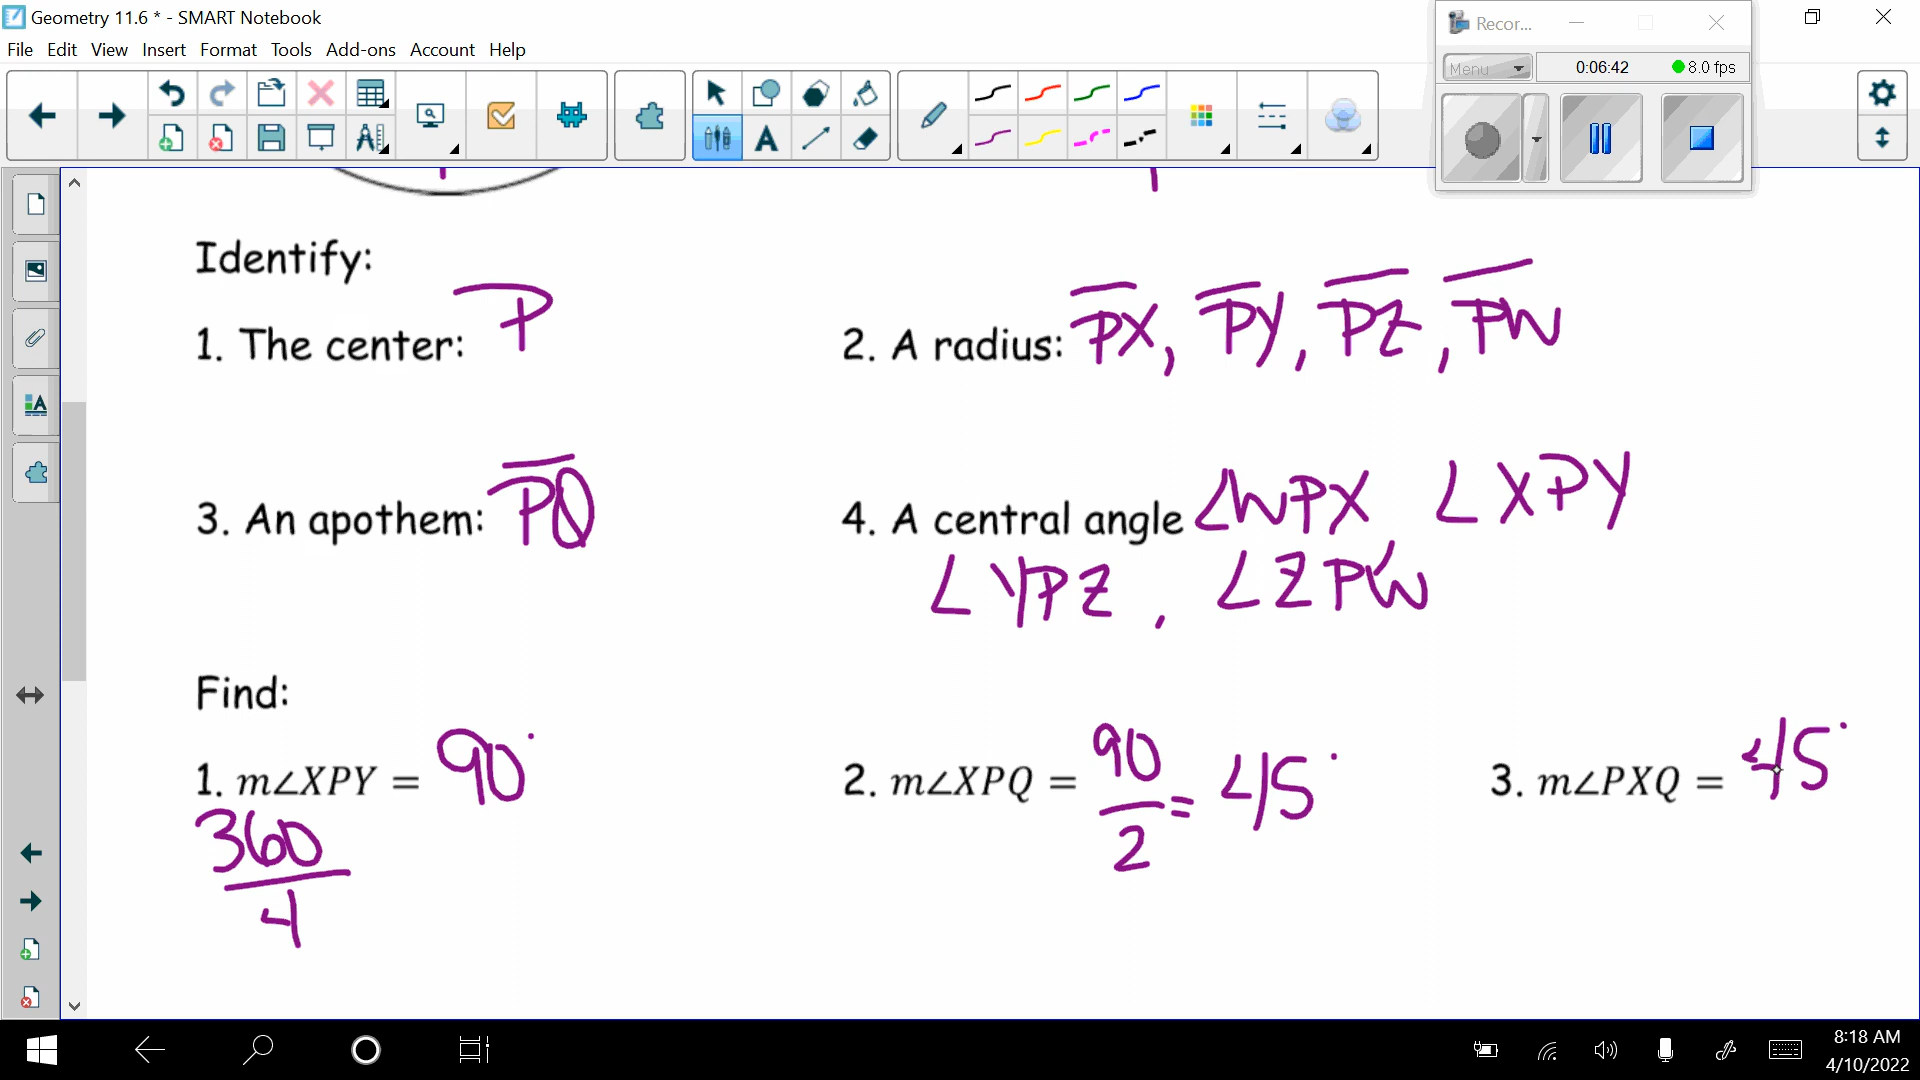 Geometry 11.6 * - SMART Notebook
Recor...
File Edit View Insert Format Tools Add-ons Account Help
Menu 0:06:42 8.0 fps
Identify:
1. The center: P
2. A radius: PX, PY, PZ, PW
3. An apothem: PQ
4. A central angle ∠WPX ∠XPY
∠YPZ, ∠ZPW
Find:
1. m∠XPY = 90°
360/4
2. m∠XPQ = 90/2 = 45°
3. m∠PXQ = 45°
8:18 AM
4/10/2022